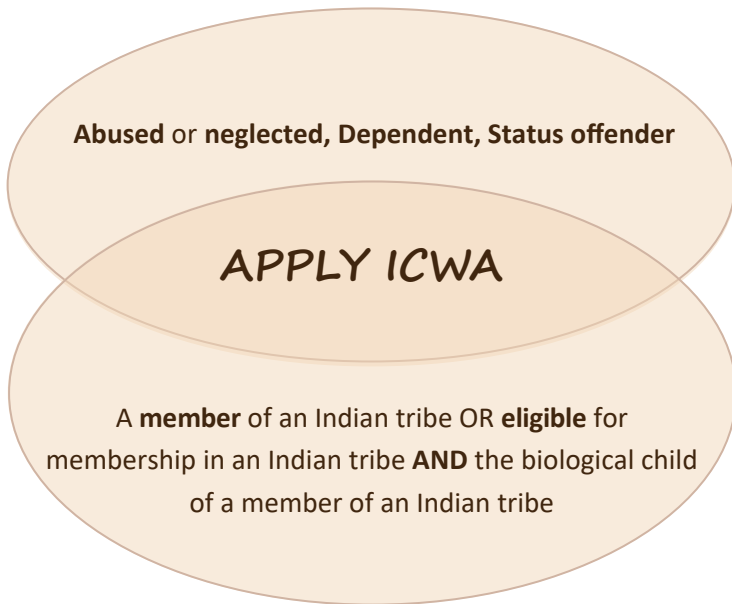 Abused or neglected, Dependent, Status offender
APPLY ICWA
A member of an Indian tribe OR eligible for
membership in an Indian tribe AND the biological child
of a member of an Indian tribe